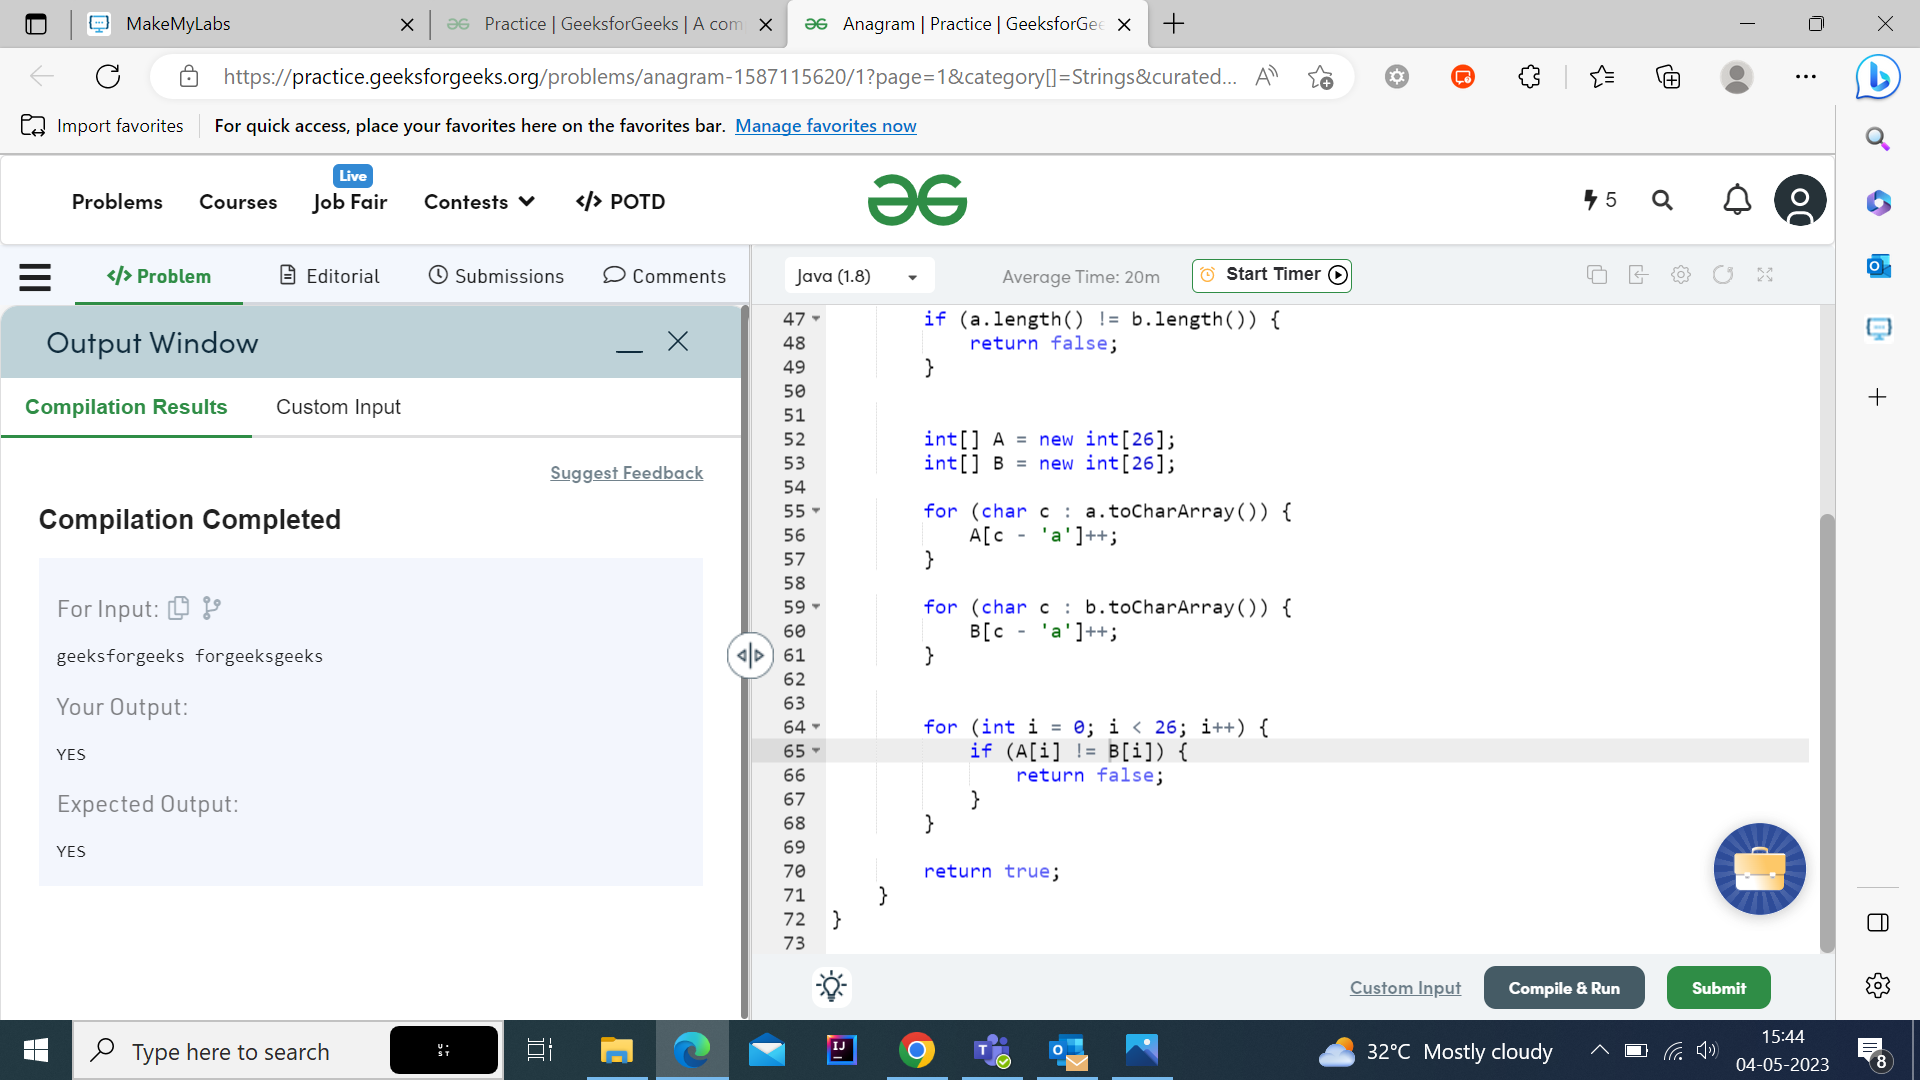 MakeMyLabs
Practice | GeeksforGeeks | A com
Anagram | Practice | GeeksforGee
https://practice.geeksforgeeks.org/problems/anagram-1587115620/1?page=1&category[]=Strings&curated...
Import favorites
For quick access, place your favorites here on the favorites bar. Manage favorites now
Problems
Courses
Live
Job Fair
Contests
</> POTD
5
</> Problem
Editorial
Submissions
Comments
Java (1.8)
Average Time: 20m
Start Timer
Output Window
Compilation Results
Custom Input
Suggest Feedback
Compilation Completed
For Input:
geeksforgeeks forgeeksgeeks
Your Output:
YES
Expected Output:
YES
47 if (a.length() != b.length()) {
48 return false;
49 }
50
51
52 int[] A = new int[26];
53 int[] B = new int[26];
54
55 for (char c : a.toCharArray()) {
56 A[c - 'a']++;
57 }
58
59 for (char c : b.toCharArray()) {
60 B[c - 'a']++;
61 }
62
63
64 for (int i = 0; i < 26; i++) {
65 if (A[i] != B[i]) {
66 return false;
67 }
68 }
69
70 return true;
71 }
72 }
73
Custom Input
Compile & Run
Submit
Type here to search
32°C Mostly cloudy
15:44
04-05-2023
8